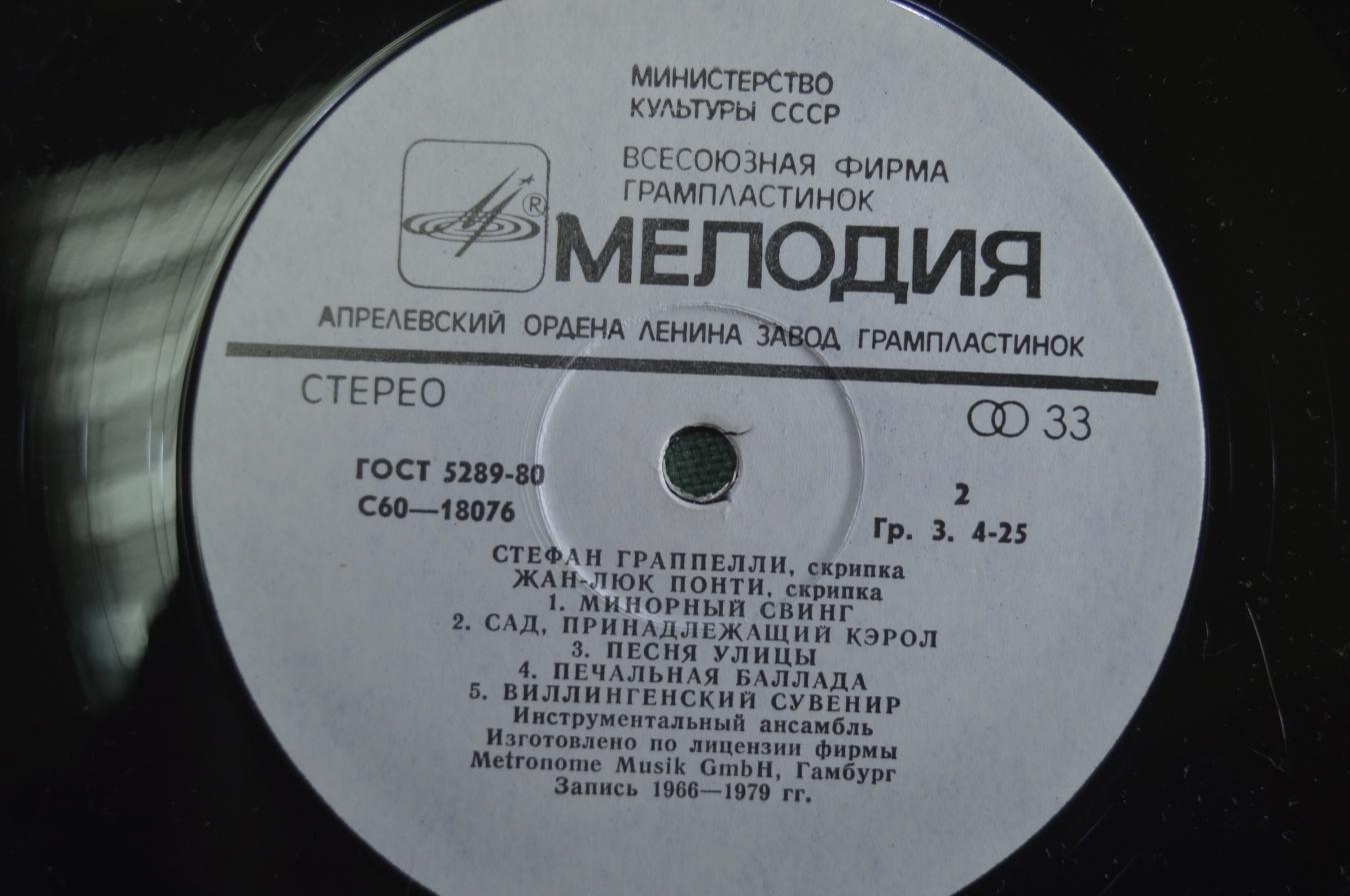 МИНИСТЕРСТВО
КУЛЬТУРЫ СССР
ВСЕСОЮЗНАЯ ФИРМА
ГРАМПЛАСТИНОК
®
МЕЛОДИЯ
АПРЕЛЕВСКИЙ ОРДЕНА ЛЕНИНА ЗАВОД ГРАМПЛАСТИНОК
СТЕРЕО
33
ГОСТ 5289-80
С60—18076
2
Гр. 3. 4-25
СТЕФАН ГРАППЕЛЛИ, скрипка
ЖАН-ЛЮК ПОНТИ, скрипка
1. МИНОРНЫЙ СВИНГ
2. САД, ПРИНАДЛЕЖАЩИЙ КЭРОЛ
3. ПЕСНЯ УЛИЦЫ
4. ПЕЧАЛЬНАЯ БАЛЛАДА
5. ВИЛЛИНГЕНСКИЙ СУВЕНИР
Инструментальный ансамбль
Изготовлено по лицензии фирмы
Metronome Musik GmbH, Гамбург
Запись 1966—1979 гг.